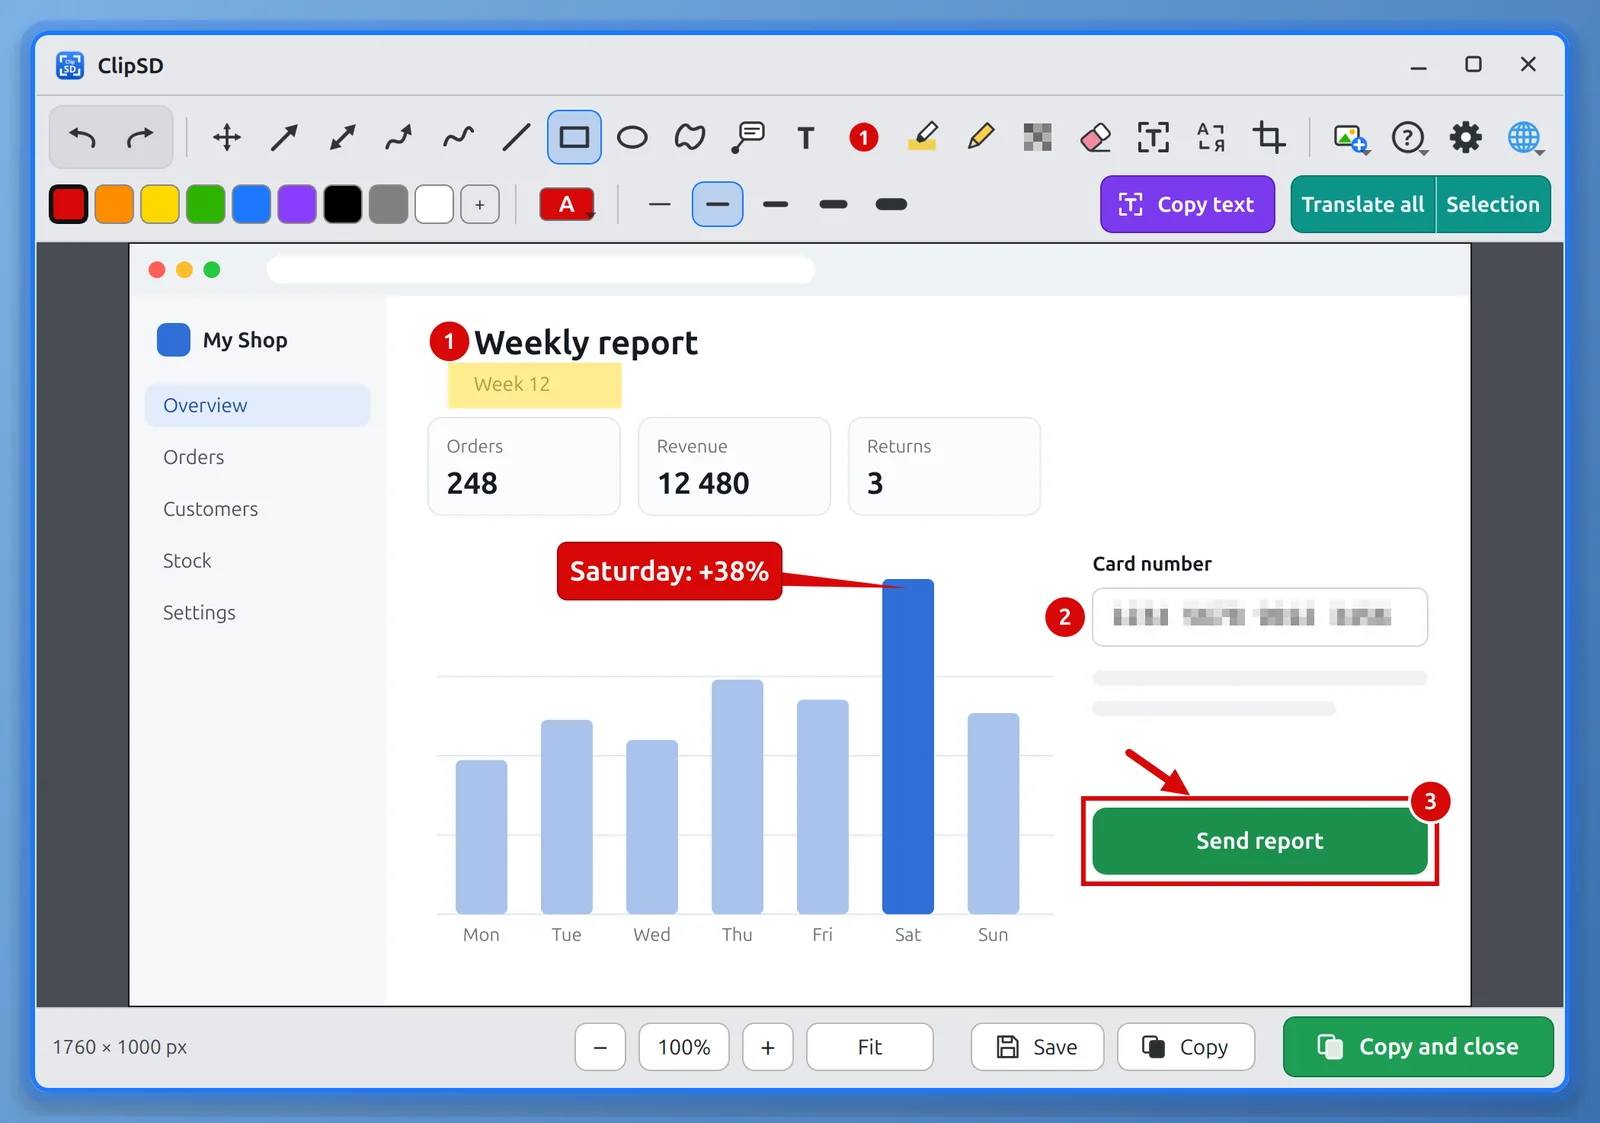 ClipSD
T
1
T
A
Я
A
+
Copy text
Translate all
Selection
My Shop
Overview
Orders
Customers
Stock
Settings
1
Weekly report
Week 12
Orders
248
Revenue
12 480
Returns
3
Saturday: +38%
Card number
2
3
Send report
Mon
Tue
Wed
Thu
Fri
Sat
Sun
1760 × 1000 px
−
100%
+
Fit
Save
Copy
Copy and close